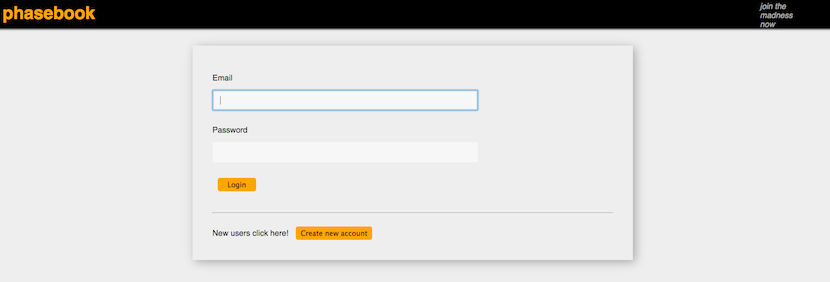 phasebook
join the
madness
now
Email
Password
Login
New users click here! Create new account